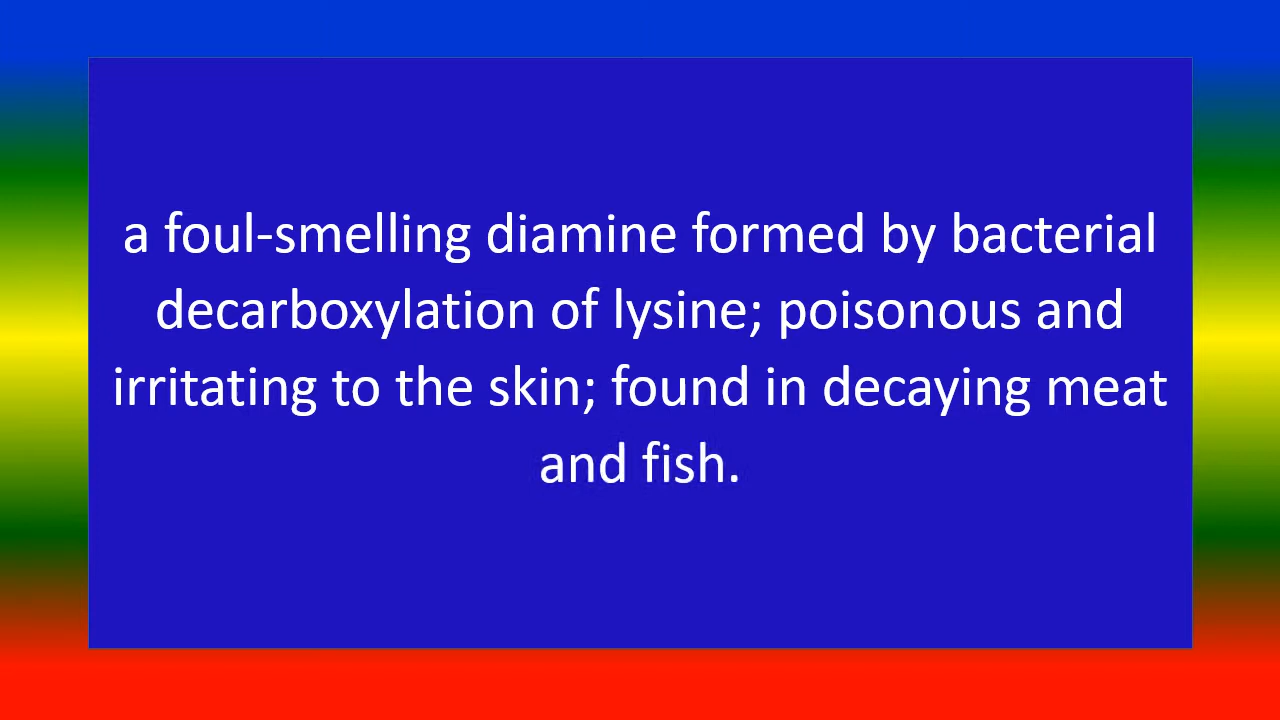 a foul-smelling diamine formed by bacterial
decarboxylation of lysine; poisonous and
irritating to the skin; found in decaying meat
and fish.